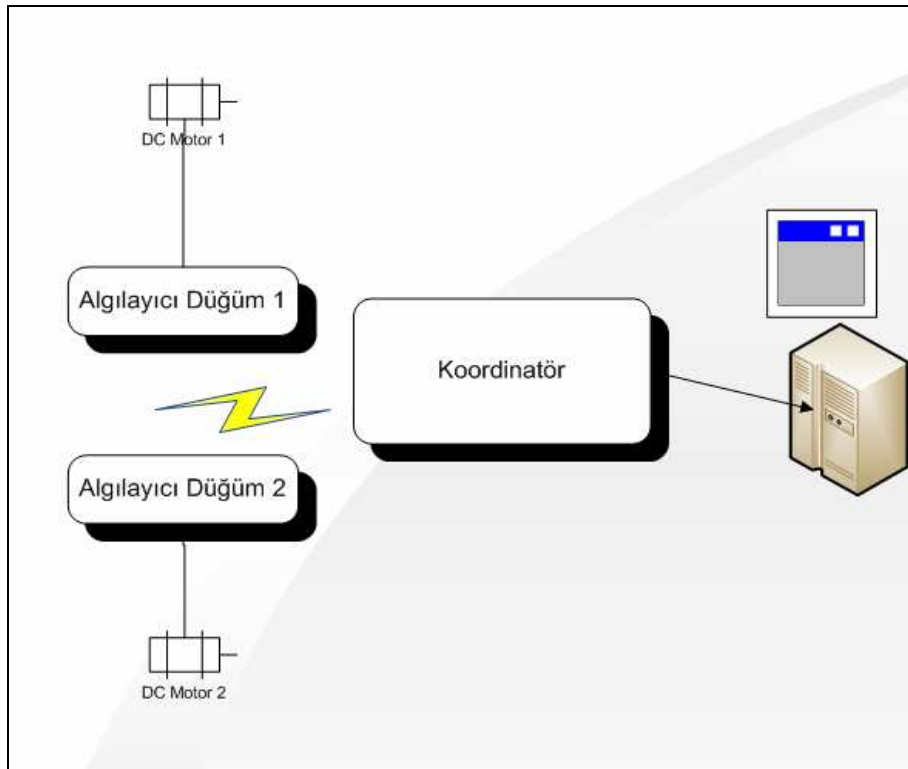 DC Motor 1
Algılayıcı Düğüm 1
Koordinatör
Algılayıcı Düğüm 2
DC Motor 2